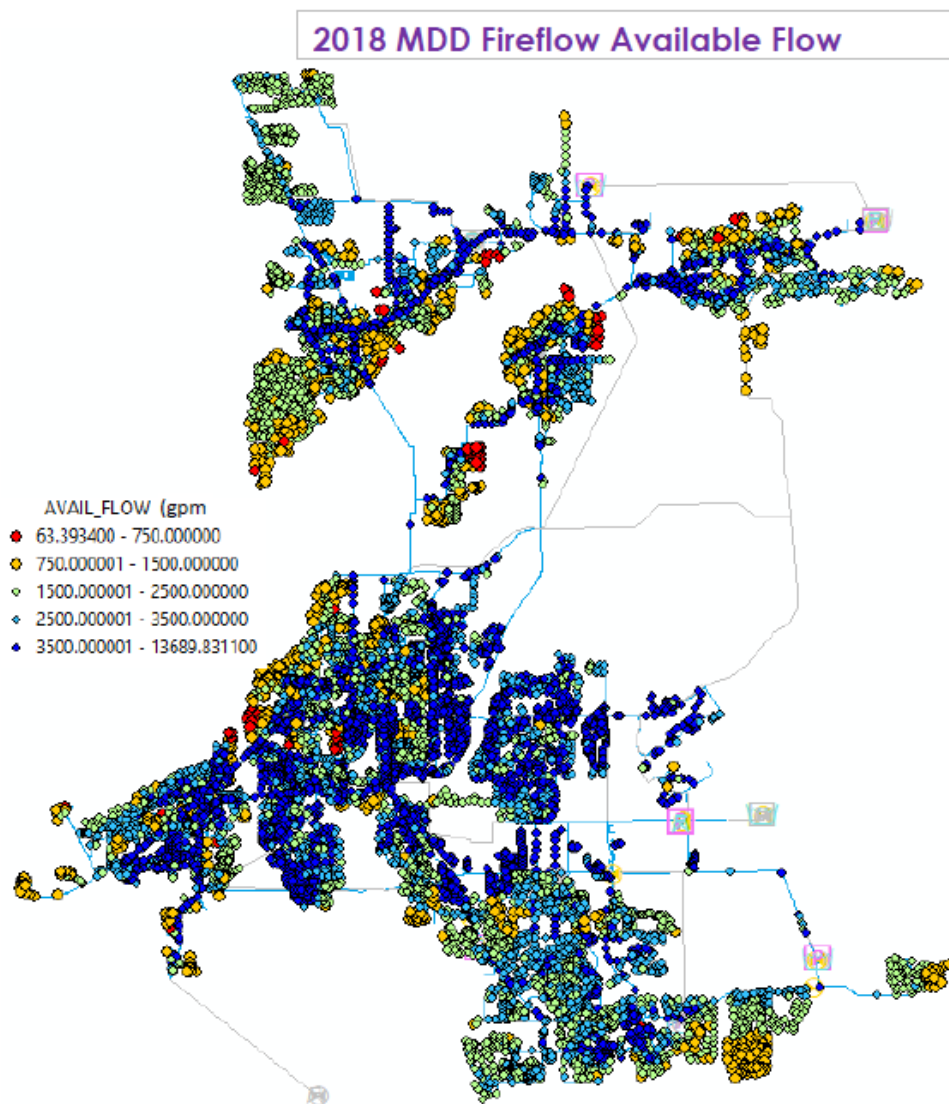 2018 MDD Fireflow Available Flow
AVAIL_FLOW (gpm
63.393400 - 750.000000
750.000001 - 1500.000000
1500.000001 - 2500.000000
2500.000001 - 3500.000000
3500.000001 - 13689.831100